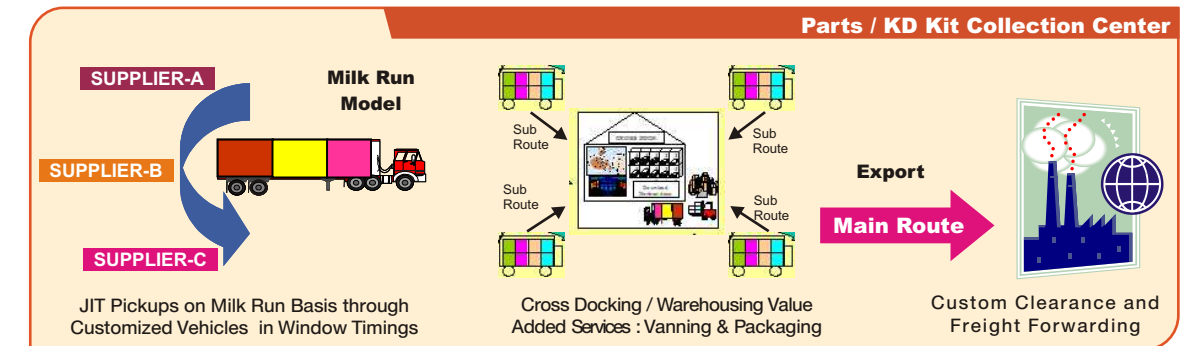 Parts / KD Kit Collection Center
SUPPLIER-A
SUPPLIER-B
SUPPLIER-C
Milk Run
Model
JIT Pickups on Milk Run Basis through
Customized Vehicles in Window Timings
Sub
Route
Sub
Route
Sub
Route
Sub
Route
CROSS DOCK
Cross Docking / Warehousing Value
Added Services : Vanning & Packaging
Export
Main Route
Custom Clearance and
Freight Forwarding